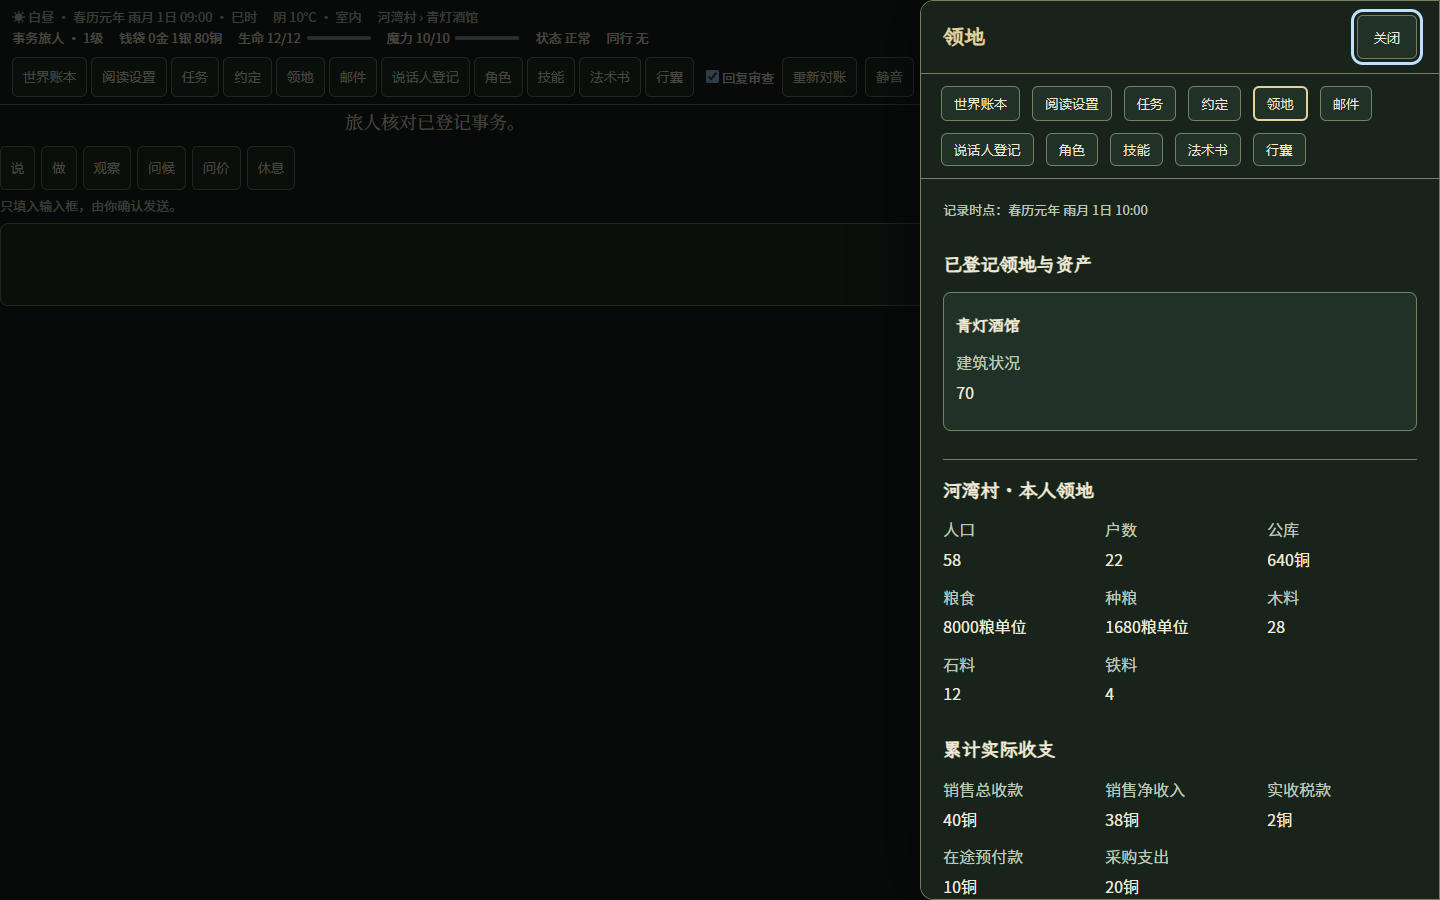 ☀ 白昼 · 春历元年 雨月 1日 09:00 · 巳时 阴 10°C · 室内 河湾村 › 青灯酒馆
事务旅人 · 1级 钱袋 0金 1银 80铜 生命 12/12 魔力 10/10 状态 正常 同行 无
世界账本 阅读设置 任务 约定 领地 邮件 说话人登记 角色 技能 法术书 行囊 回复审查 重新对账 静音
旅人核对已登记事务。
说 做 观察 问候 问价 休息
只填入输入框，由你确认发送。
领地 关闭
世界账本 阅读设置 任务 约定 领地 邮件
说话人登记 角色 技能 法术书 行囊
记录时点：春历元年 雨月 1日 10:00
已登记领地与资产
青灯酒馆
建筑状况
70
河湾村 · 本人领地
人口 户数 公库
58 22 640铜
粮食 种粮 木料
8000粮单位 1680粮单位 28
石料 铁料
12 4
累计实际收支
销售总收款 销售净收入 实收税款
40铜 38铜 2铜
在途预付款 采购支出
10铜 20铜